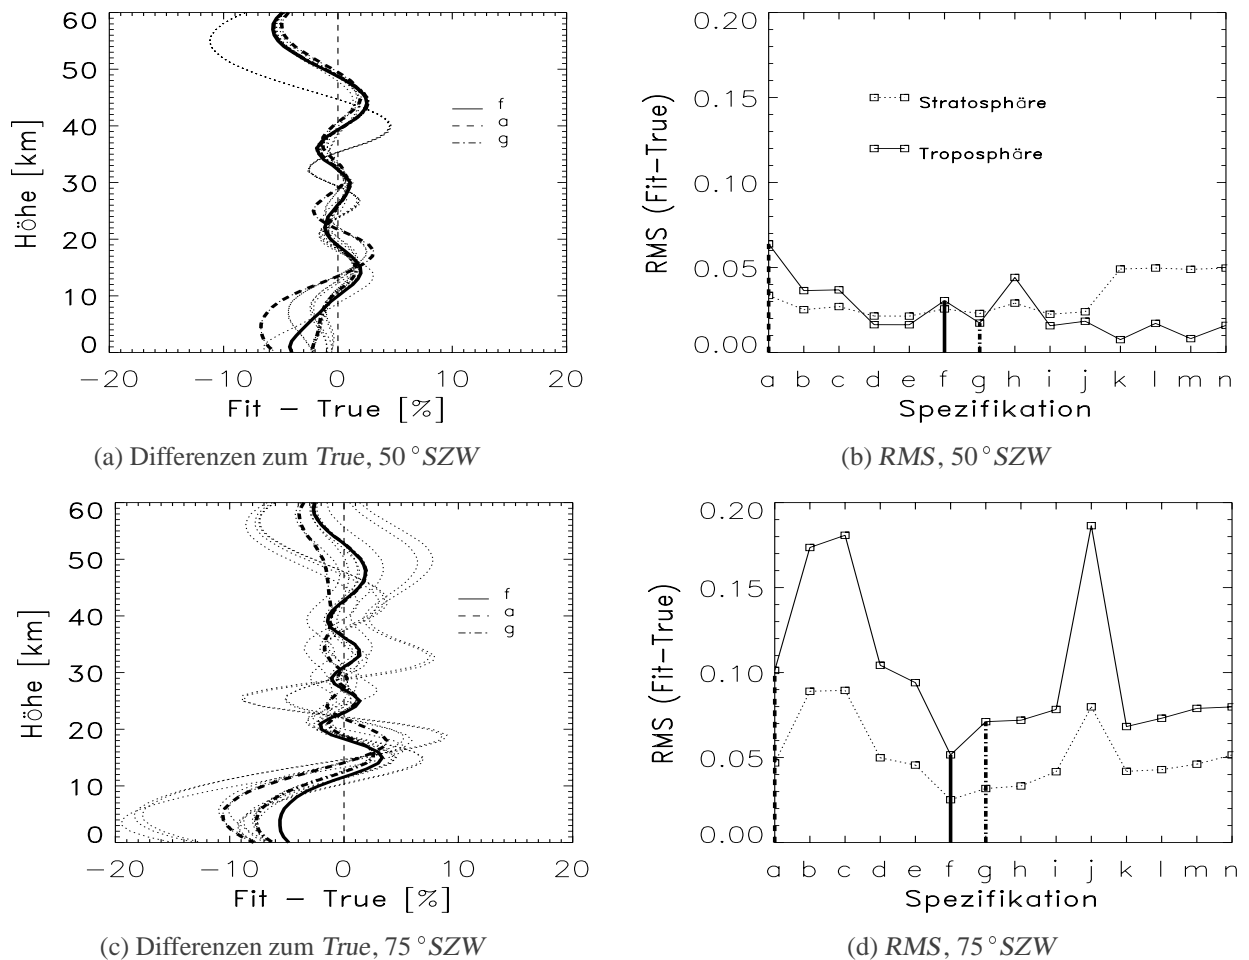 60
50
40
30
20
10
0
Höhe [km]
f
a
g
−20 −10 0 10 20
Fit − True [%]
(a) Differenzen zum True, 50 °SZW
0.20
0.15
0.10
0.05
0.00
RMS (Fit−True)
Stratosphäre
Troposphäre
a b c d e f g h i j k l m n
Spezifikation
(b) RMS, 50 °SZW
60
50
40
30
20
10
0
Höhe [km]
f
a
g
−20 −10 0 10 20
Fit − True [%]
(c) Differenzen zum True, 75 °SZW
0.20
0.15
0.10
0.05
0.00
RMS (Fit−True)
a b c d e f g h i j k l m n
Spezifikation
(d) RMS, 75 °SZW